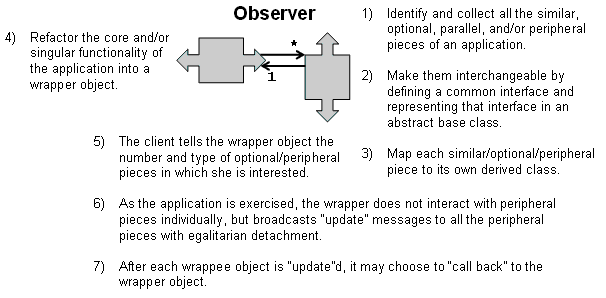 Observer
1) Identify and collect all the similar,
optional, parallel, and/or peripheral
pieces of an application.
2) Make them interchangeable by
defining a common interface and
representing that interface in an
abstract base class.
3) Map each similar/optional/peripheral
piece to its own derived class.
4) Refactor the core and/or
singular functionality of
the application into a
wrapper object.
*
1
5) The client tells the wrapper object the
number and type of optional/peripheral
pieces in which she is interested.
6) As the application is exercised, the wrapper does not interact with peripheral
pieces individually, but broadcasts "update" messages to all the peripheral
pieces with egalitarian detachment.
7) After each wrappee object is "update"d, it may choose to "call back" to the
wrapper object.